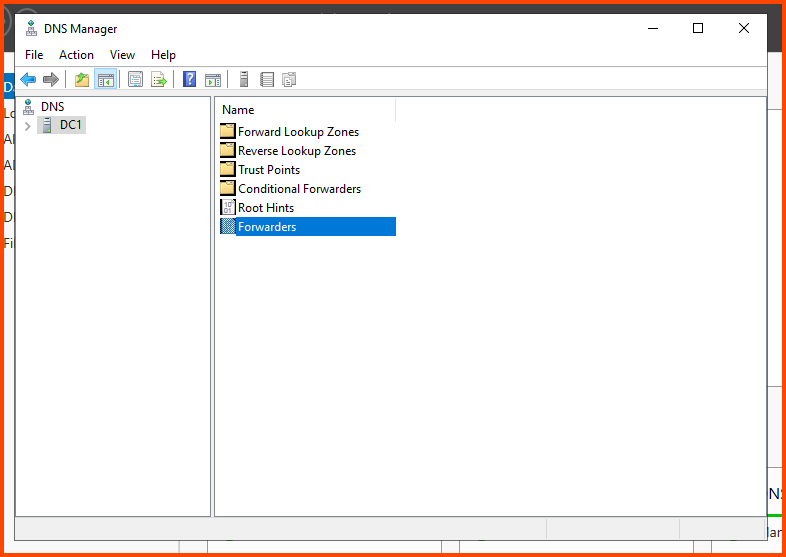 DNS Manager
File Action View Help
DNS
DC1
Name
Forward Lookup Zones
Reverse Lookup Zones
Trust Points
Conditional Forwarders
Root Hints
Forwarders